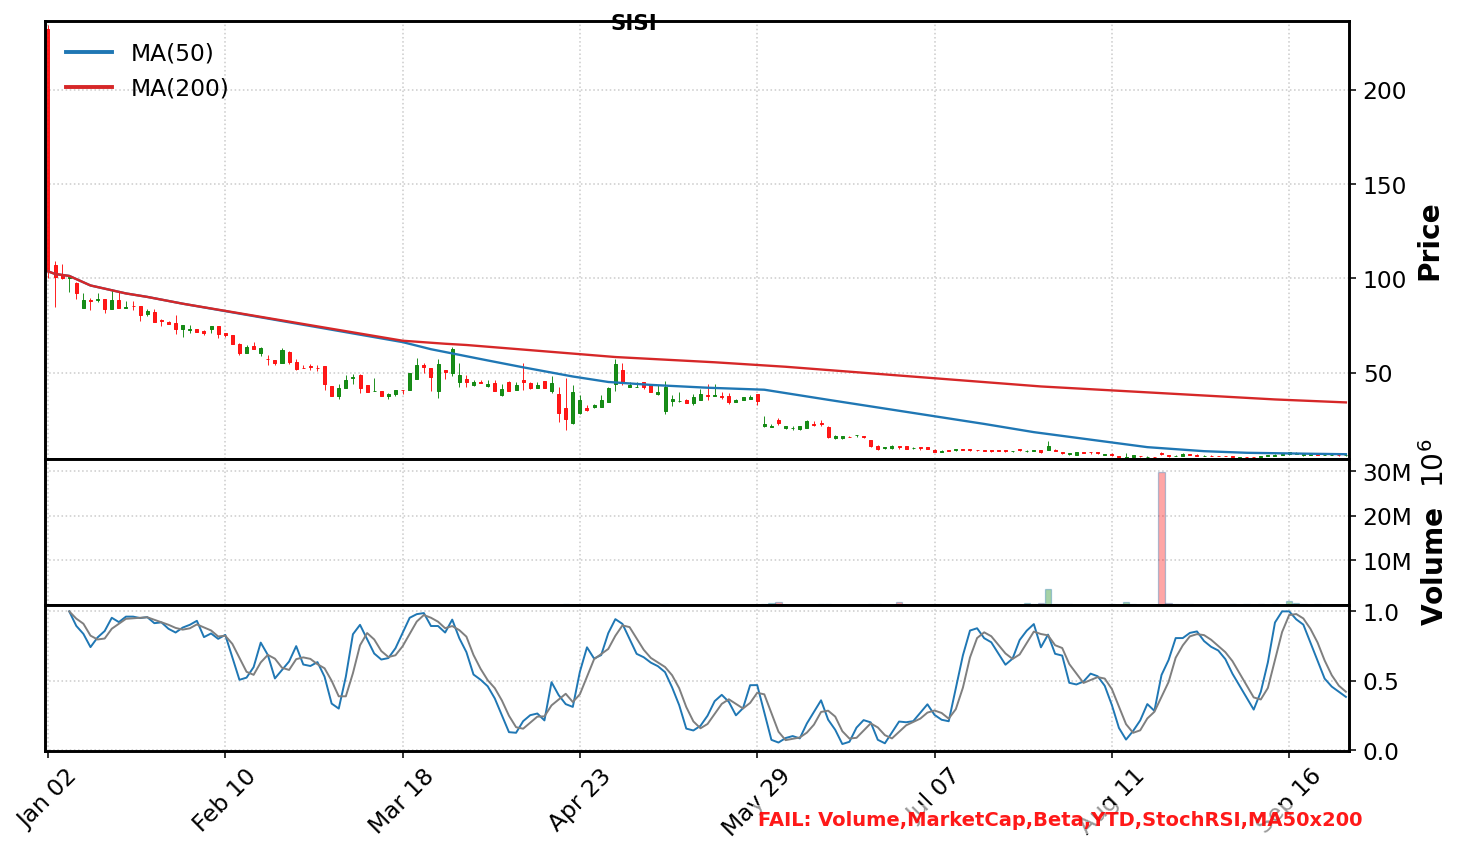 SISI
MA(50)
MA(200)
200
150
100
50
Price
30M
20M
10M
Volume 10⁶
1.0
0.5
0.0
Jan 02
Feb 10
Mar 18
Apr 23
May 29
Jul 07
Aug 11
Sep 16
FAIL: Volume,MarketCap,Beta,YTD,StochRSI,MA50x200